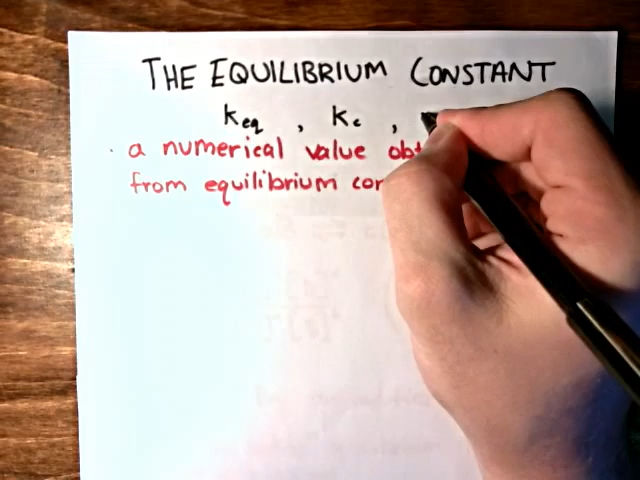 THE EQUILIBRIUM CONSTANT
Keq , Kc ,
· a numerical value
from equilibrium